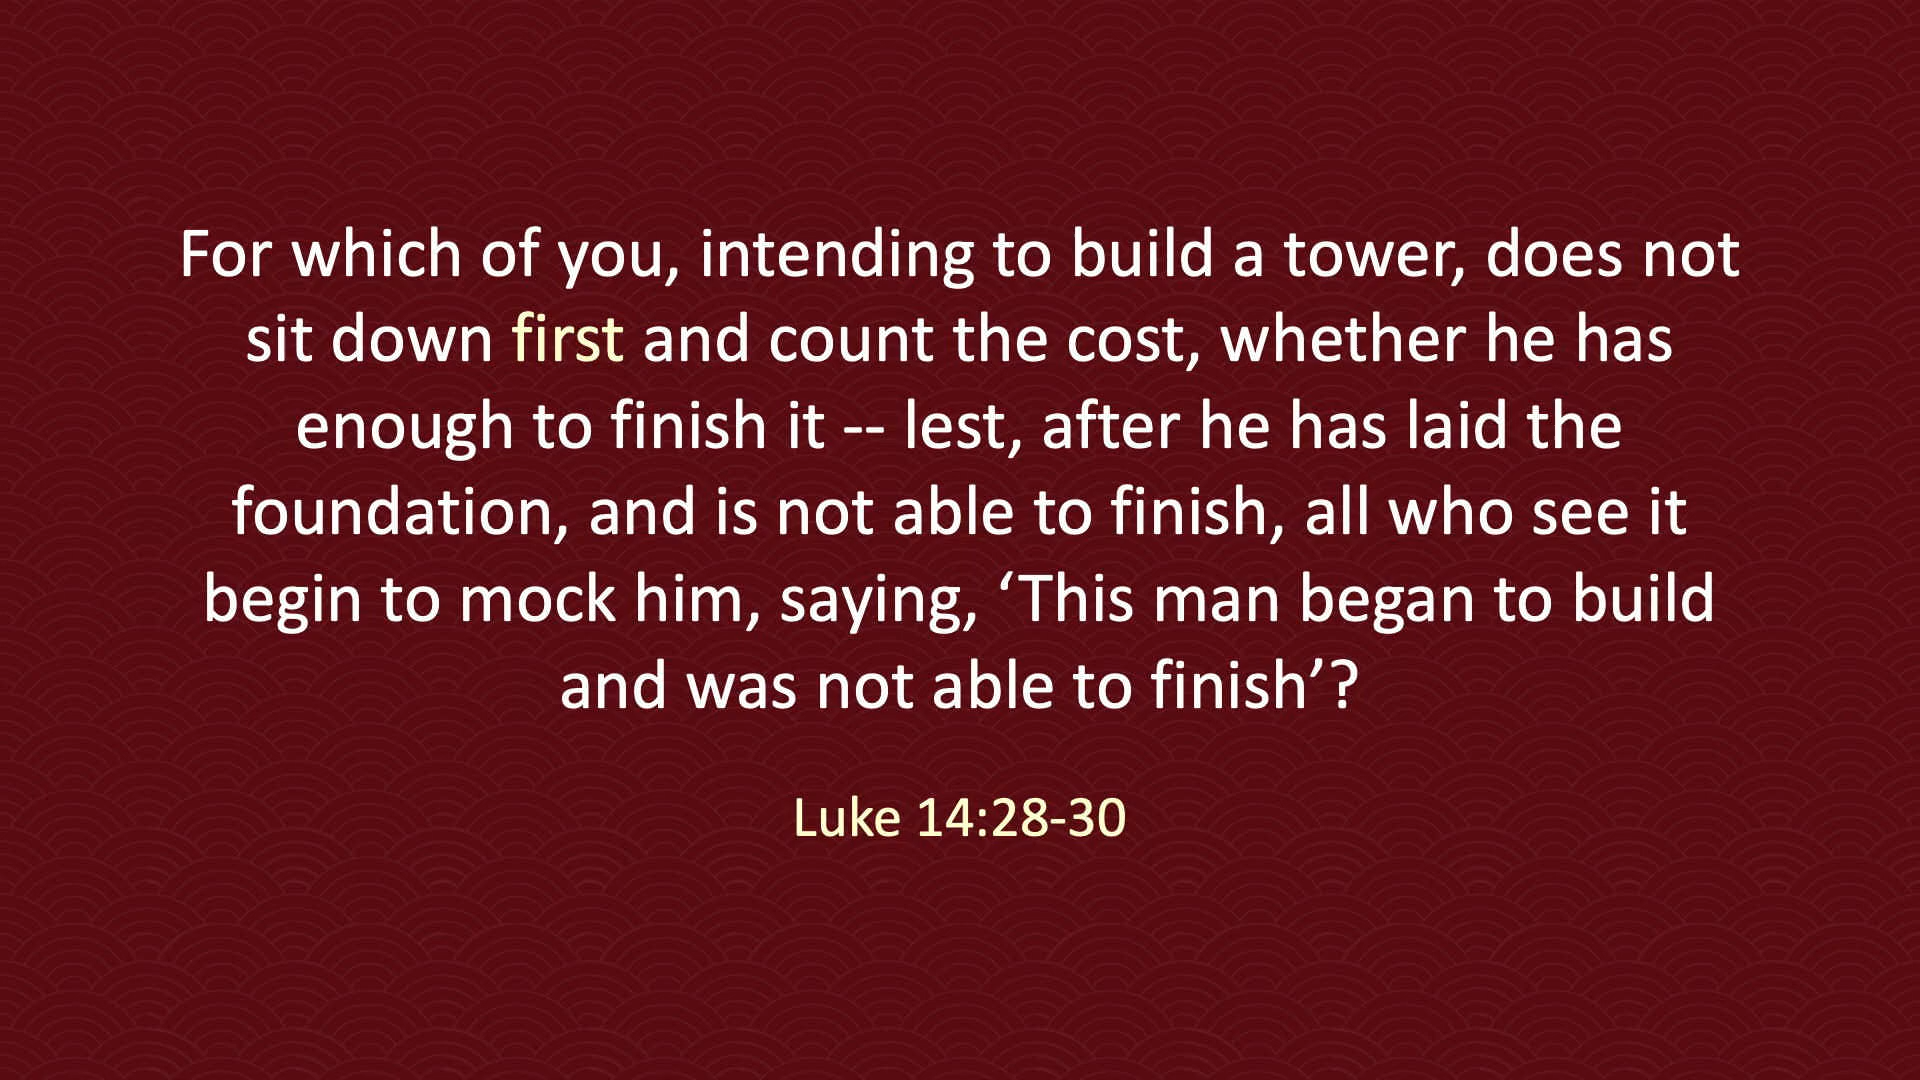 For which of you, intending to build a tower, does not
sit down first and count the cost, whether he has
enough to finish it -- lest, after he has laid the
foundation, and is not able to finish, all who see it
begin to mock him, saying, ‘This man began to build
and was not able to finish’?
Luke 14:28-30